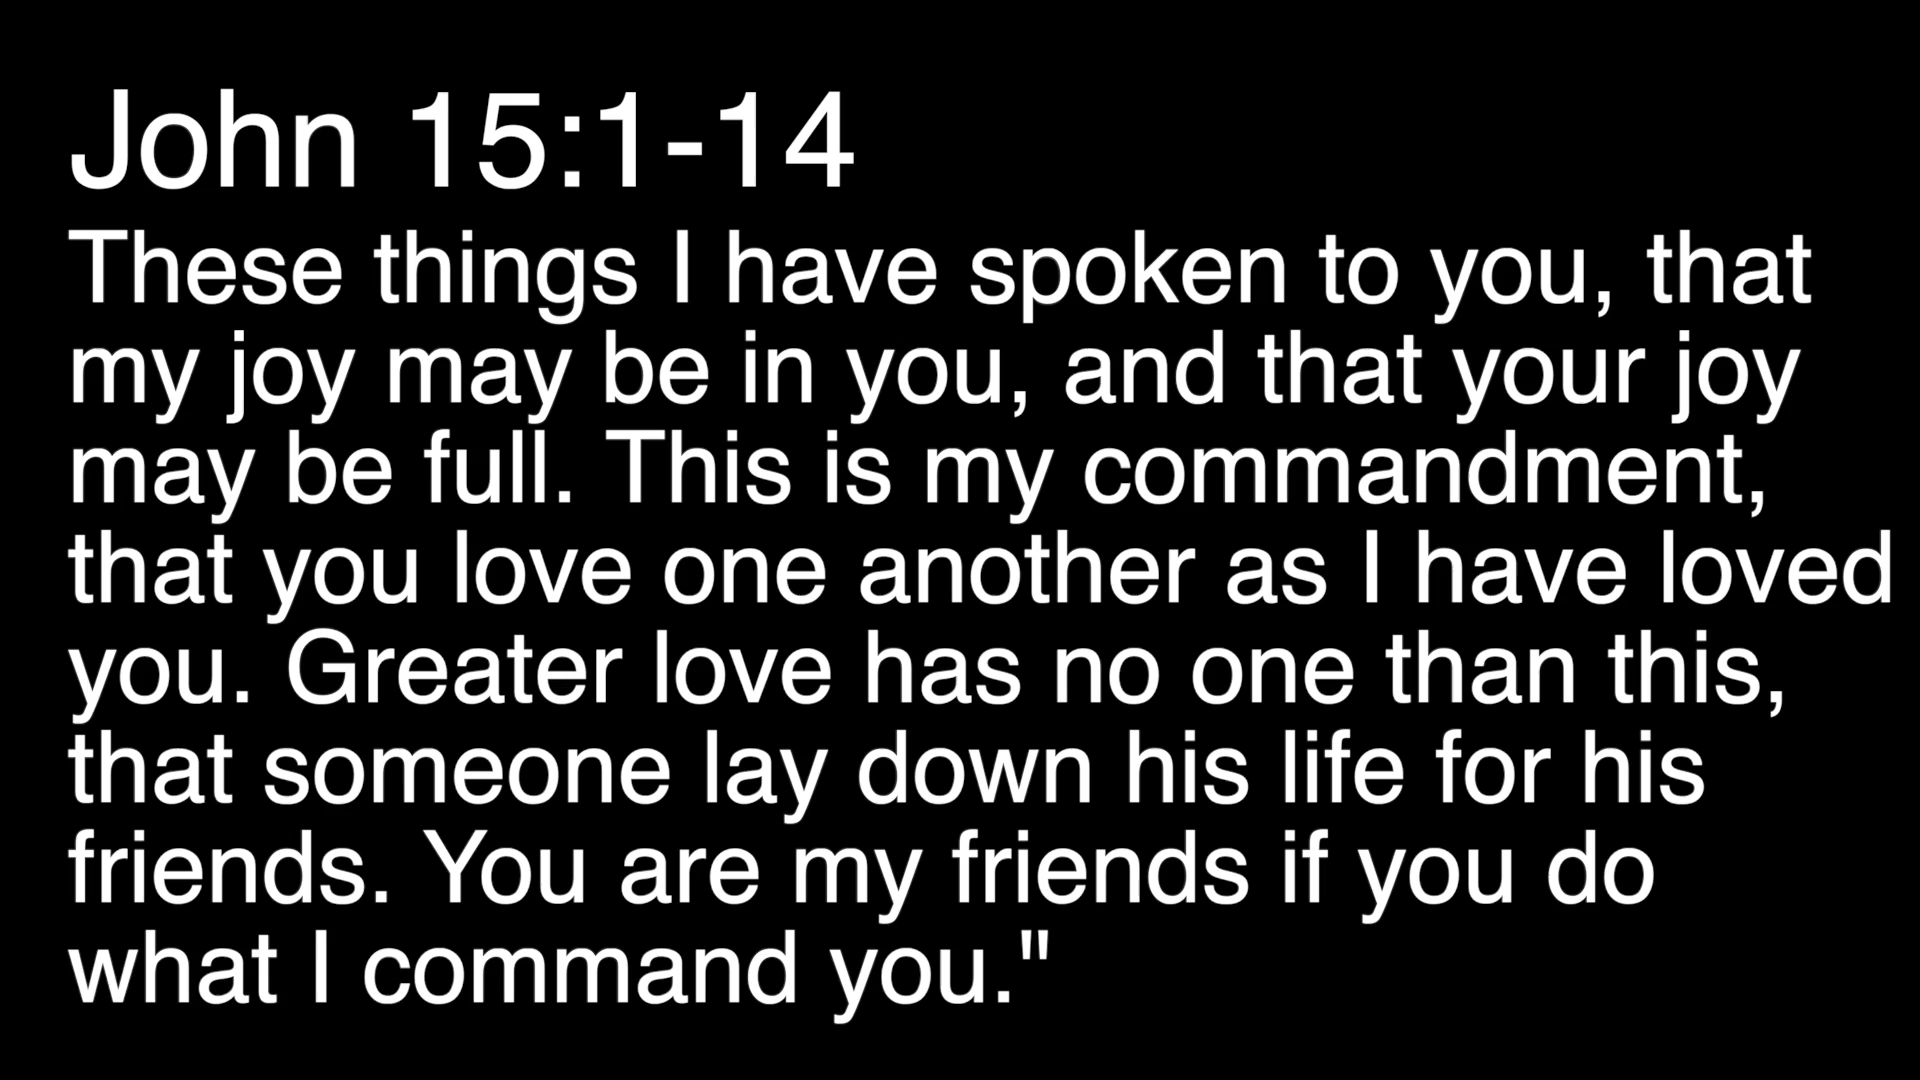 John 15:1-14
These things I have spoken to you, that
my joy may be in you, and that your joy
may be full. This is my commandment,
that you love one another as I have loved
you. Greater love has no one than this,
that someone lay down his life for his
friends. You are my friends if you do
what I command you."